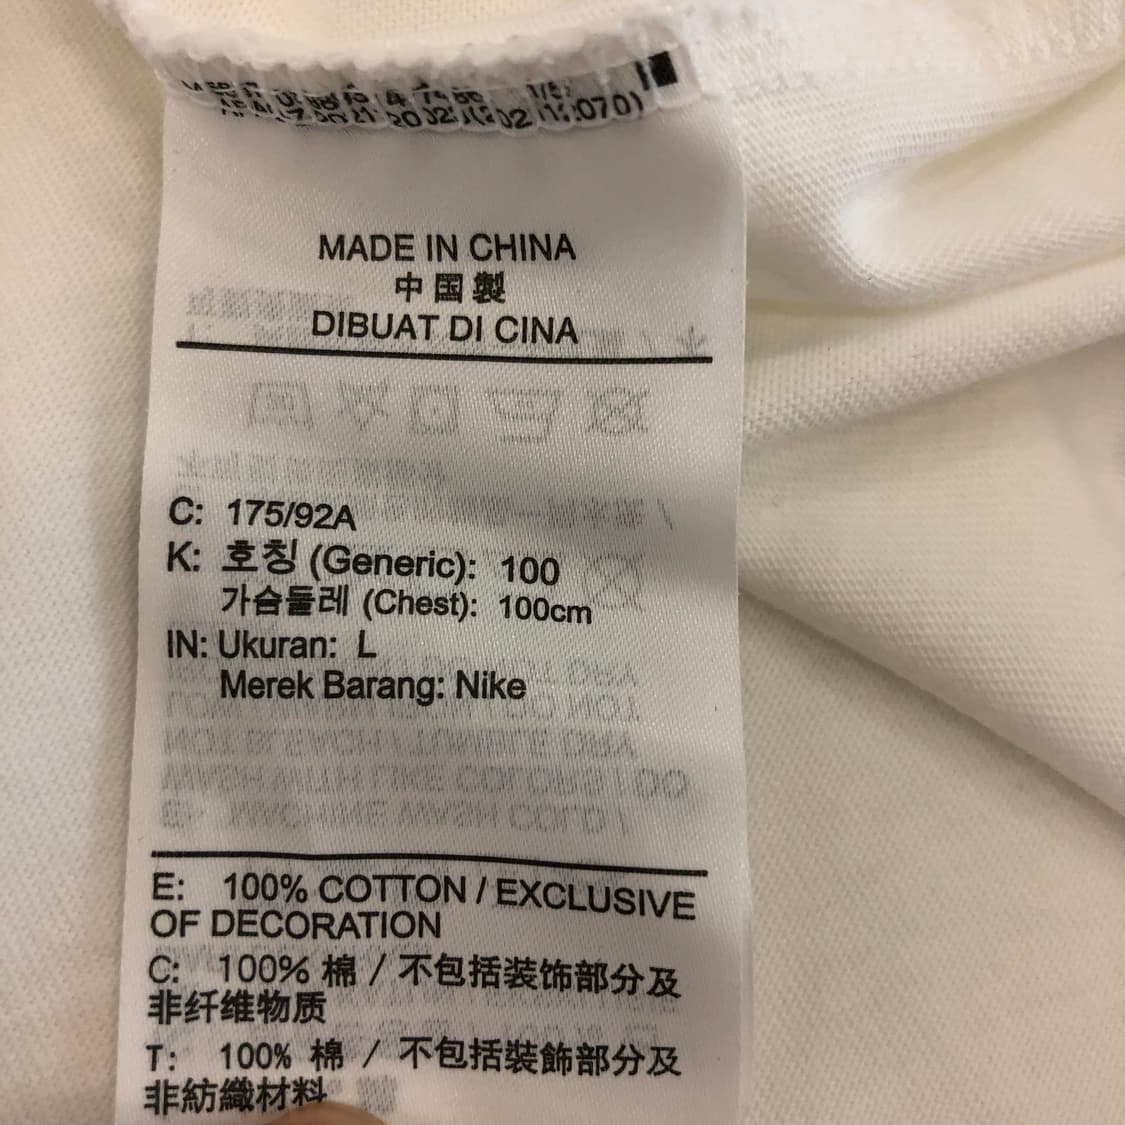 MADE IN CHINA
中国製
DIBUAT DI CINA
C: 175/92A
K: 호칭 (Generic): 100
가슴둘레 (Chest): 100cm
IN: Ukuran: L
Merek Barang: Nike
E: 100% COTTON / EXCLUSIVE
OF DECORATION
C: 100% 棉 / 不包括装饰部分及
非纤维物质
T: 100% 棉 / 不包括裝飾部分及
非紡織材料